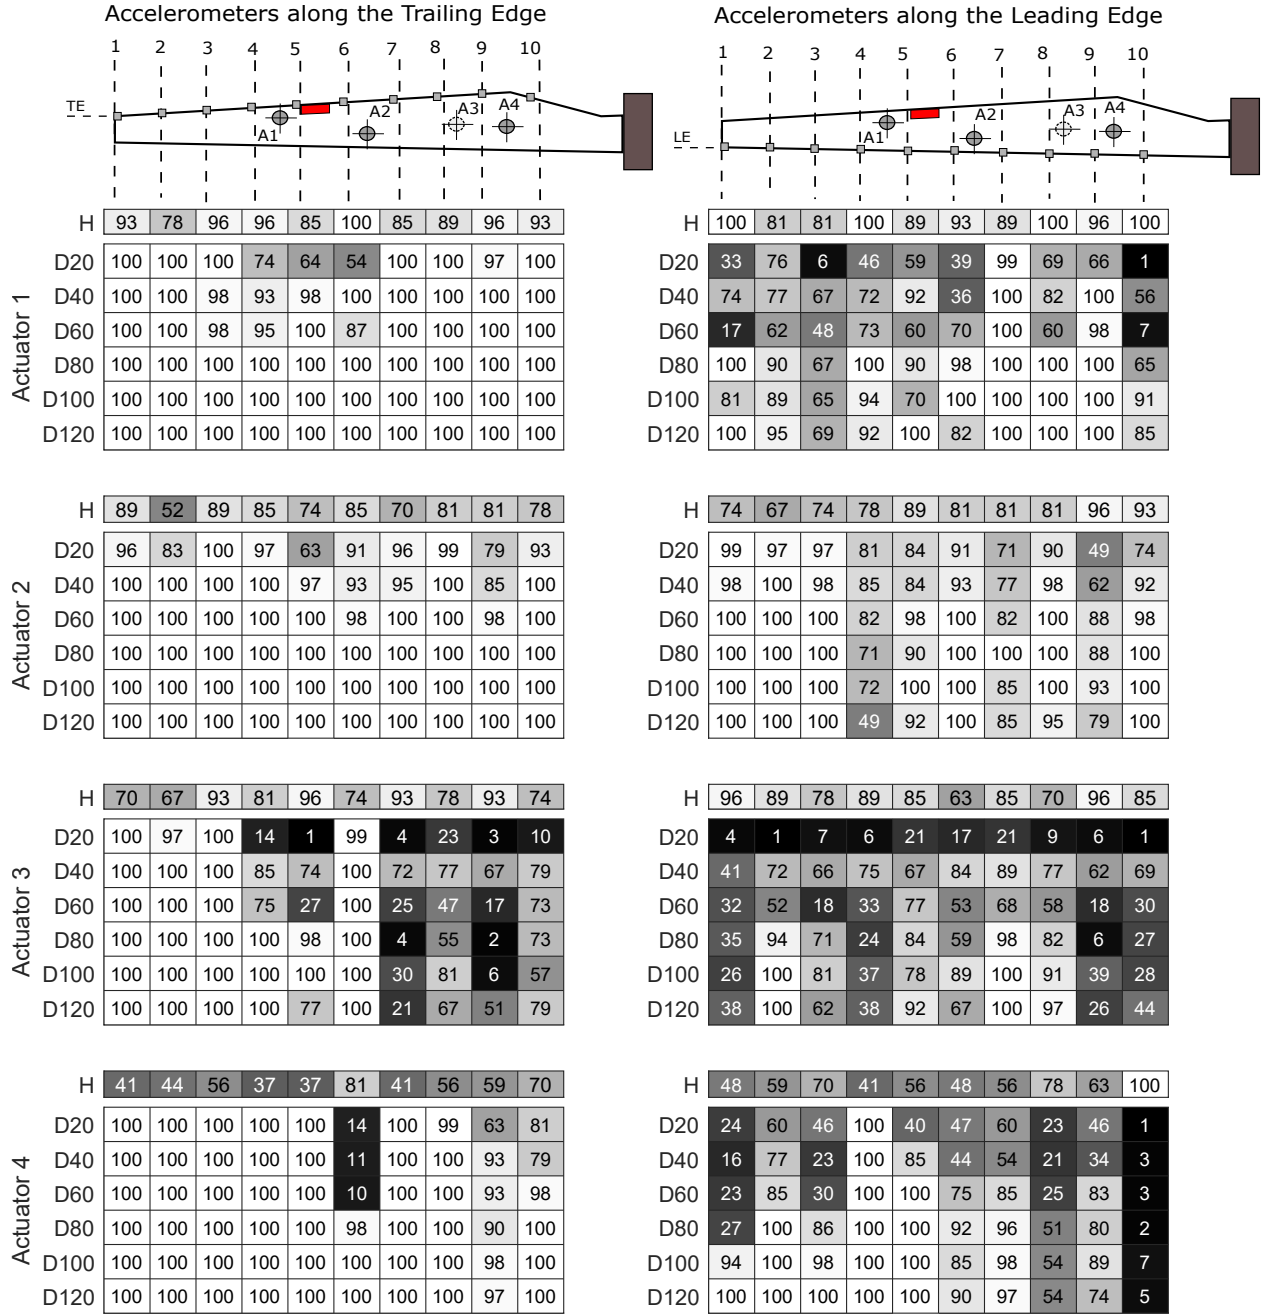 Accelerometers along the Trailing Edge Accelerometers along the Leading Edge
1 2 3 4 5 6 7 8 9 10 1 2 3 4 5 6 7 8 9 10
TE A1 A2 A3 A4 LE A1 A2 A3 A4
H 93 78 96 96 85 100 85 89 96 93 H 100 81 81 100 89 93 89 100 96 100
Actuator 1
D20 100 100 100 74 64 54 100 100 97 100 D20 33 76 6 46 59 39 99 69 66 1
D40 100 100 98 93 98 100 100 100 100 100 D40 74 77 67 72 92 36 100 82 100 56
D60 100 100 98 95 100 87 100 100 100 100 D60 17 62 48 73 60 70 100 60 98 7
D80 100 100 100 100 100 100 100 100 100 100 D80 100 90 67 100 90 98 100 100 100 65
D100 100 100 100 100 100 100 100 100 100 100 D100 81 89 65 94 70 100 100 100 100 91
D120 100 100 100 100 100 100 100 100 100 100 D120 100 95 69 92 100 82 100 100 100 85
H 89 52 89 85 74 85 70 81 81 78 H 74 67 74 78 89 81 81 81 96 93
Actuator 2
D20 96 83 100 97 63 91 96 99 79 93 D20 99 97 97 81 84 91 71 90 49 74
D40 100 100 100 100 97 93 95 100 85 100 D40 98 100 98 85 84 93 77 98 62 92
D60 100 100 100 100 100 98 100 100 98 100 D60 100 100 100 82 98 100 82 100 88 98
D80 100 100 100 100 100 100 100 100 100 100 D80 100 100 100 71 90 100 100 100 88 100
D100 100 100 100 100 100 100 100 100 100 100 D100 100 100 100 72 100 100 85 100 93 100
D120 100 100 100 100 100 100 100 100 100 100 D120 100 100 100 49 92 100 85 95 79 100
H 70 67 93 81 96 74 93 78 93 74 H 96 89 78 89 85 63 85 70 96 85
Actuator 3
D20 100 97 100 14 1 99 4 23 3 10 D20 4 1 7 6 21 17 21 9 6 1
D40 100 100 100 85 74 100 72 77 67 79 D40 41 72 66 75 67 84 89 77 62 69
D60 100 100 100 75 27 100 25 47 17 73 D60 32 52 18 33 77 53 68 58 18 30
D80 100 100 100 100 98 100 4 55 2 73 D80 35 94 71 24 84 59 98 82 6 27
D100 100 100 100 100 100 100 30 81 6 57 D100 26 100 81 37 78 89 100 91 39 28
D120 100 100 100 100 77 100 21 67 51 79 D120 38 100 62 38 92 67 100 97 26 44
H 41 44 56 37 37 81 41 56 59 70 H 48 59 70 41 56 48 56 78 63 100
Actuator 4
D20 100 100 100 100 100 14 100 99 63 81 D20 24 60 46 100 40 47 60 23 46 1
D40 100 100 100 100 100 11 100 100 93 79 D40 16 77 23 100 85 44 54 21 34 3
D60 100 100 100 100 100 10 100 100 93 98 D60 23 85 30 100 100 75 85 25 83 3
D80 100 100 100 100 100 98 100 100 90 100 D80 27 100 86 100 100 92 96 51 80 2
D100 100 100 100 100 100 100 100 100 98 100 D100 94 100 98 100 100 85 98 54 89 7
D120 100 100 100 100 100 100 100 100 97 100 D120 100 100 100 100 100 90 97 54 74 5